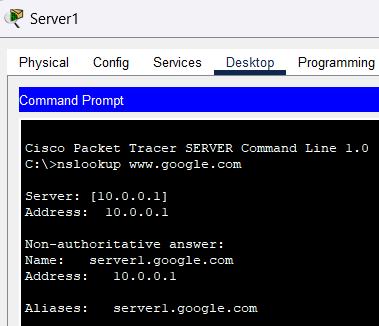 Server1
Physical Config Services Desktop Programming
Command Prompt
Cisco Packet Tracer SERVER Command Line 1.0
C:\>nslookup www.google.com
Server: [10.0.0.1]
Address:  10.0.0.1
Non-authoritative answer:
Name:   server1.google.com
Address:   10.0.0.1
Aliases:   server1.google.com